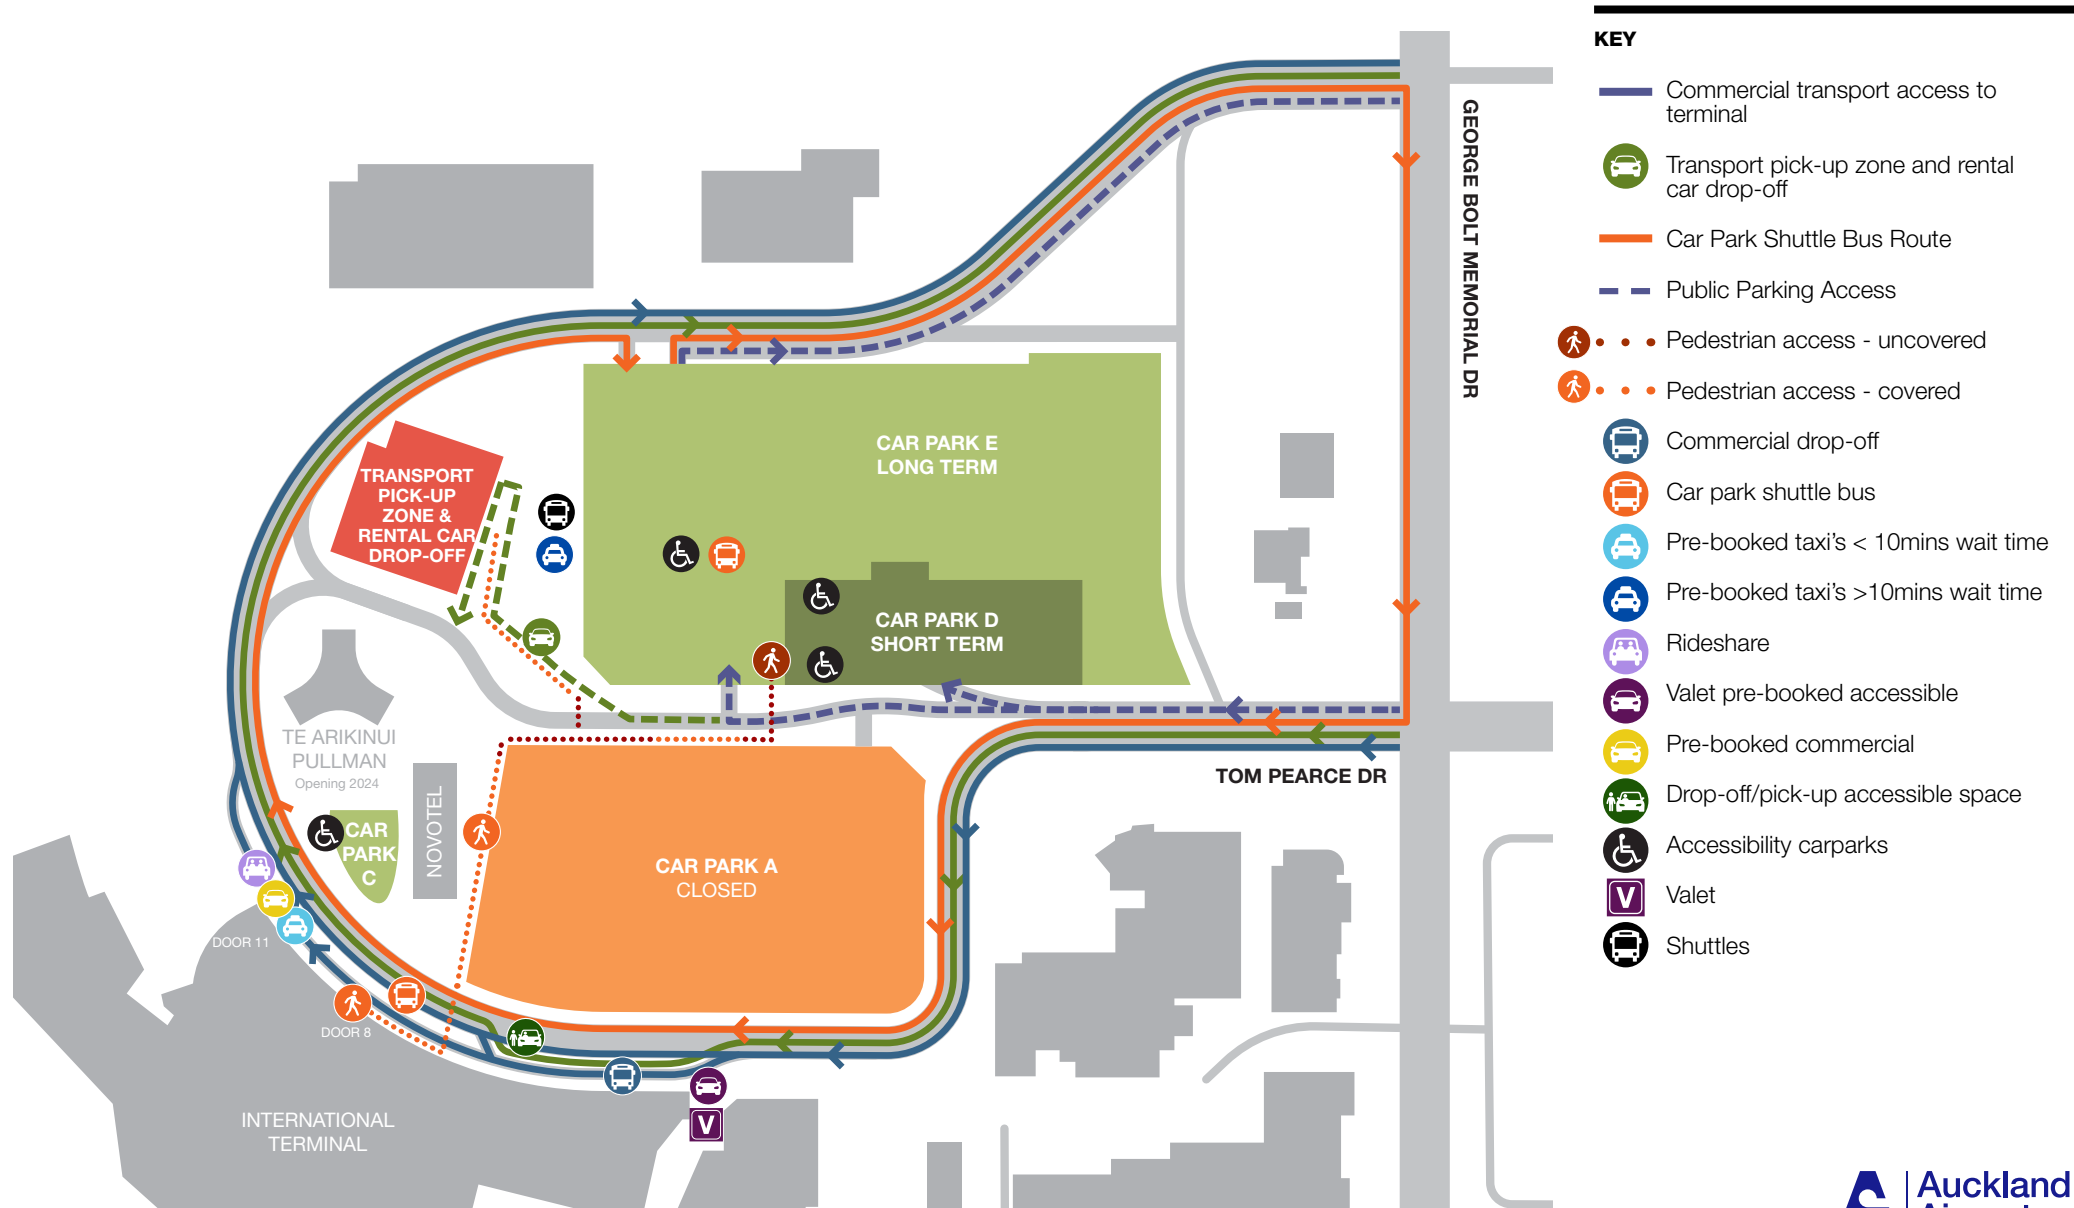 KEY
Commercial transport access to
terminal
Transport pick-up zone and rental
car drop-off
Car Park Shuttle Bus Route
Public Parking Access
Pedestrian access - uncovered
Pedestrian access - covered
Commercial drop-off
Car park shuttle bus
Pre-booked taxi's < 10mins wait time
Pre-booked taxi's >10mins wait time
Rideshare
Valet pre-booked accessible
Pre-booked commercial
Drop-off/pick-up accessible space
Accessibility carparks
V
Valet
Shuttles
GEORGE BOLT MEMORIAL DR
CAR PARK E
LONG TERM
TRANSPORT
PICK-UP
ZONE &
RENTAL CAR
DROP-OFF
CAR PARK D
SHORT TERM
TE ARIKINUI
PULLMAN
Opening 2024
TOM PEARCE DR
NOVOTEL
CAR
PARK
C
CAR PARK A
CLOSED
DOOR 11
DOOR 8
INTERNATIONAL
TERMINAL
V
Auckland
Airport